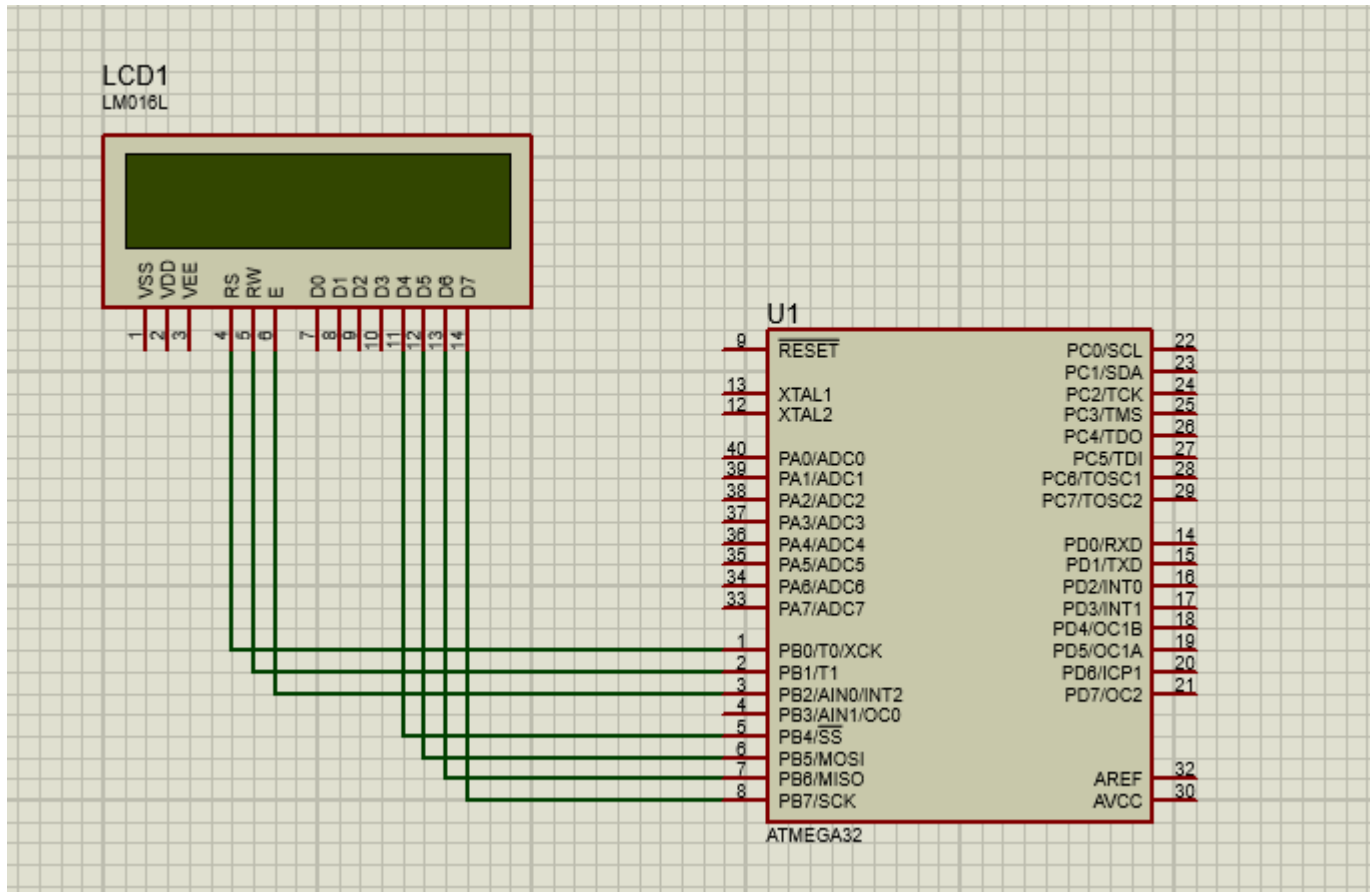 LCD1
LM016L
VSS
VDD
VEE
RS
RW
E
D0
D1
D2
D3
D4
D5
D6
D7
1
2
3
4
5
6
7
8
9
10
11
12
13
14
U1
9 RESET
13 XTAL1
12 XTAL2
40 PA0/ADC0
39 PA1/ADC1
38 PA2/ADC2
37 PA3/ADC3
36 PA4/ADC4
35 PA5/ADC5
34 PA6/ADC6
33 PA7/ADC7
1 PB0/T0/XCK
2 PB1/T1
3 PB2/AIN0/INT2
4 PB3/AIN1/OC0
5 PB4/SS
6 PB5/MOSI
7 PB6/MISO
8 PB7/SCK
PC0/SCL 22
PC1/SDA 23
PC2/TCK 24
PC3/TMS 25
PC4/TDO 26
PC5/TDI 27
PC6/TOSC1 28
PC7/TOSC2 29
PD0/RXD 14
PD1/TXD 15
PD2/INT0 16
PD3/INT1 17
PD4/OC1B 18
PD5/OC1A 19
PD6/ICP1 20
PD7/OC2 21
AREF 32
AVCC 30
ATMEGA32